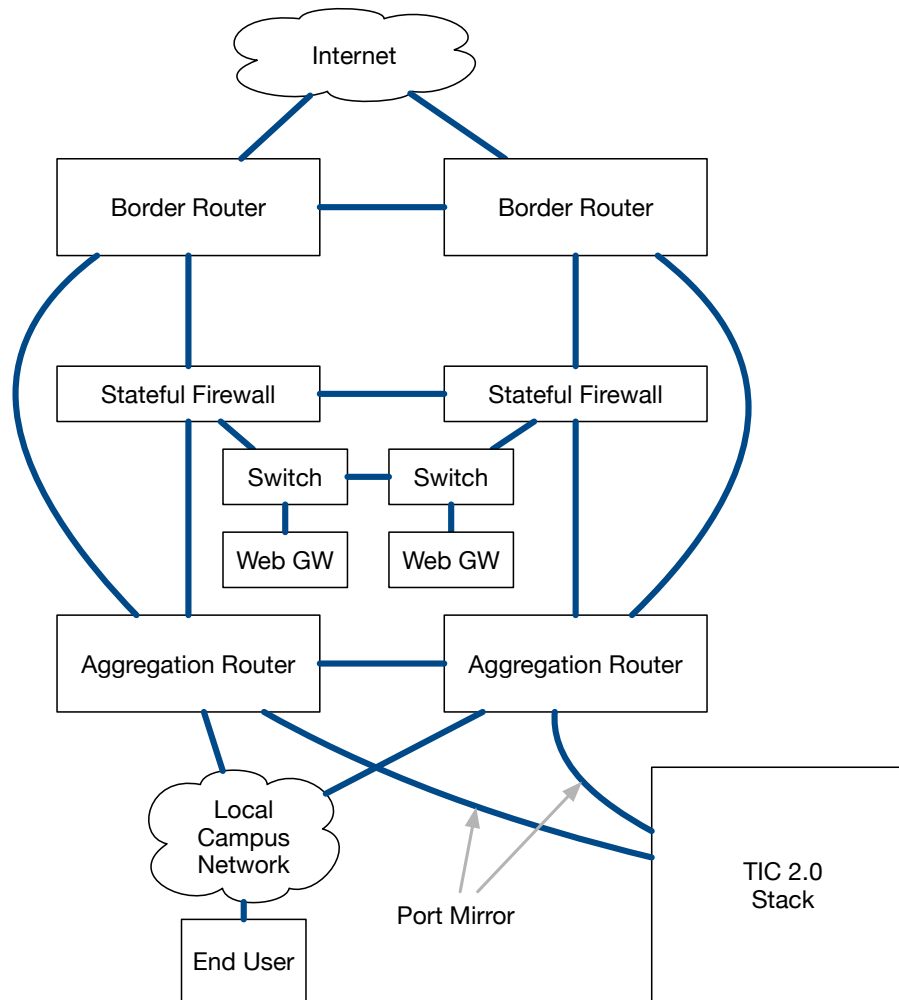 Internet
Border Router
Border Router
Stateful Firewall
Stateful Firewall
Switch
Switch
Web GW
Web GW
Aggregation Router
Aggregation Router
Local
Campus
Network
Port Mirror
TIC 2.0
Stack
End User